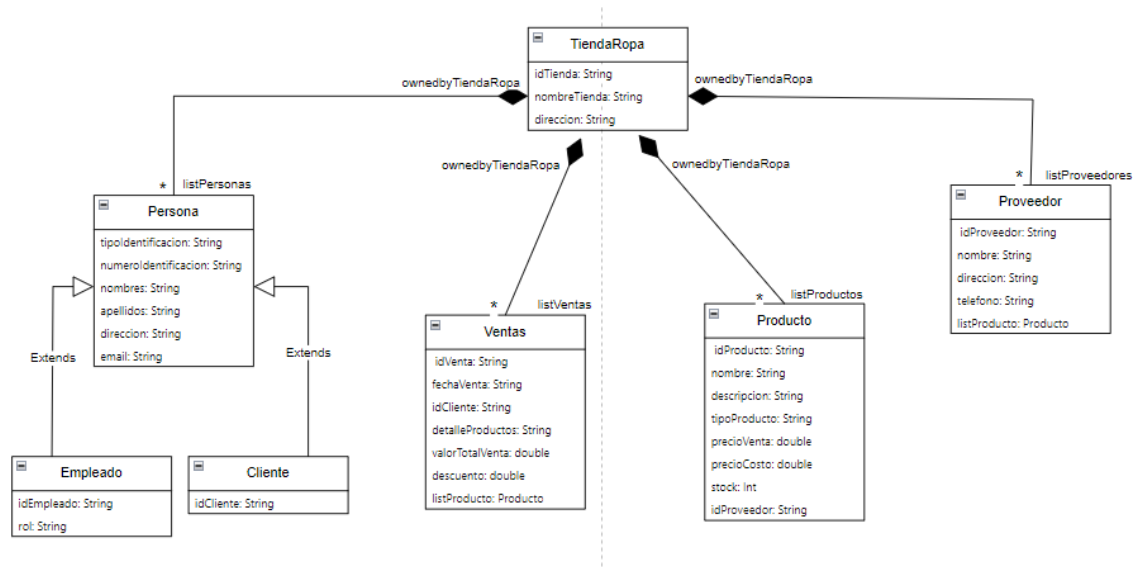 TiendaRopa
idTienda: String
nombreTienda: String
direccion: String
ownedbyTiendaRopa
ownedbyTiendaRopa
ownedbyTiendaRopa
ownedbyTiendaRopa
* listPersonas
Persona
tipoIdentificacion: String
numeroIdentificacion: String
nombres: String
apellidos: String
direccion: String
email: String
Extends
Extends
Empleado
idEmpleado: String
rol: String
Cliente
idCliente: String
* listVentas
Ventas
idVenta: String
fechaVenta: String
idCliente: String
detalleProductos: String
valorTotalVenta: double
descuento: double
listProducto: Producto
* listProductos
Producto
idProducto: String
nombre: String
descripcion: String
tipoProducto: String
precioVenta: double
precioCosto: double
stock: Int
idProveedor: String
* listProveedores
Proveedor
idProveedor: String
nombre: String
direccion: String
telefono: String
listProducto: Producto